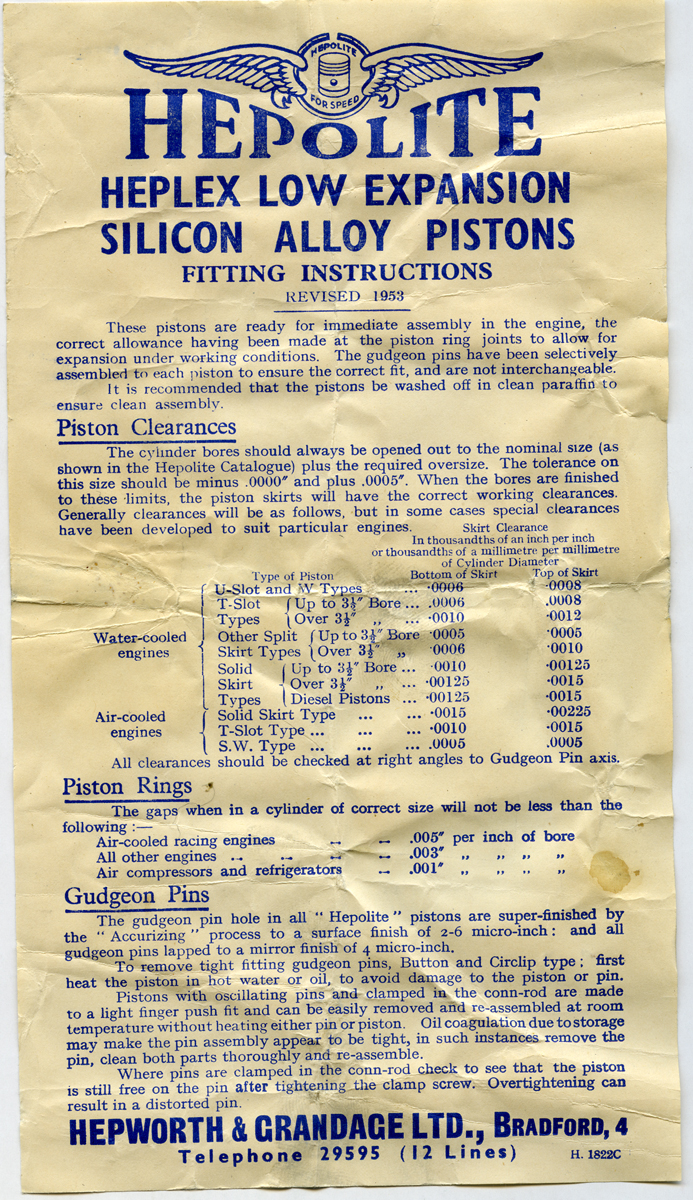 HEPOLITE
FOR SPEED
HEPOLITE
HEPLEX LOW EXPANSION
SILICON ALLOY PISTONS
FITTING INSTRUCTIONS
REVISED 1953
These pistons are ready for immediate assembly in the engine, the
correct allowance having been made at the piston ring joints to allow for
expansion under working conditions. The gudgeon pins have been selectively
assembled to each piston to ensure the correct fit, and are not interchangeable.
It is recommended that the pistons be washed off in clean paraffin to
ensure clean assembly.
Piston Clearances
The cylinder bores should always be opened out to the nominal size (as
shown in the Hepolite Catalogue) plus the required oversize. The tolerance on
this size should be minus .0000″ and plus .0005″. When the bores are finished
to these limits, the piston skirts will have the correct working clearances.
Generally clearances will be as follows, but in some cases special clearances
have been developed to suit particular engines. Skirt Clearance
In thousandths of an inch per inch
or thousandths of a millimetre per millimetre
of Cylinder Diameter
Type of Piston Bottom of Skirt Top of Skirt
U-Slot and W Types ... ·0006 ·0008
T-Slot { Up to 3½″ Bore ... .0006 .0008
Types { Over 3½″ „ ... ·0010 ·0012
Water-cooled Other Split { Up to 3½″ Bore ·0005 ·0005
engines Skirt Types { Over 3½″ „ 0006 ·0010
Solid { Up to 3½″ Bore ... ·0010 ·00125
Skirt { Over 3½″ „ ... ·00125 ·0015
Types { Diesel Pistons ... ·00125 ·0015
Air-cooled { Solid Skirt Type ... ... ·0015 ·00225
engines { T-Slot Type ... ... ... ·0010 ·0015
S.W. Type ... ... ... .0005 .0005
All clearances should be checked at right angles to Gudgeon Pin axis.
Piston Rings
The gaps when in a cylinder of correct size will not be less than the
following :—
Air-cooled racing engines ... ... .005″ per inch of bore
All other engines ... ... ... ... .003″ „ „ „ „
Air compressors and refrigerators ... .001″ „ „ „ „
Gudgeon Pins
The gudgeon pin hole in all " Hepolite " pistons are super-finished by
the " Accurizing " process to a surface finish of 2-6 micro-inch : and all
gudgeon pins lapped to a mirror finish of 4 micro-inch.
To remove tight fitting gudgeon pins, Button and Circlip type ; first
heat the piston in hot water or oil, to avoid damage to the piston or pin.
Pistons with oscillating pins and clamped in the conn-rod are made
to a light finger push fit and can be easily removed and re-assembled at room
temperature without heating either pin or piston. Oil coagulation due to storage
may make the pin assembly appear to be tight, in such instances remove the
pin, clean both parts thoroughly and re-assemble.
Where pins are clamped in the conn-rod check to see that the piston
is still free on the pin after tightening the clamp screw. Overtightening can
result in a distorted pin.
HEPWORTH & GRANDAGE LTD., BRADFORD, 4
Telephone 29595 (12 Lines) H. 1822C